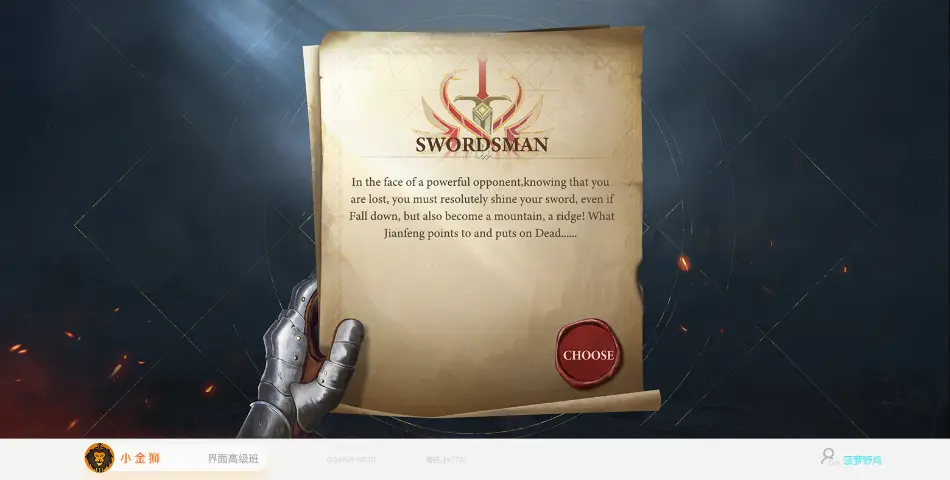 SWORDSMAN
In the face of a powerful opponent,knowing that you
are lost, you must resolutely shine your sword, even if
Fall down, but also become a mountain, a ridge! What
Jianfeng points to and puts on Dead......
CHOOSE
小金狮
界面高级班
菠萝野鸡